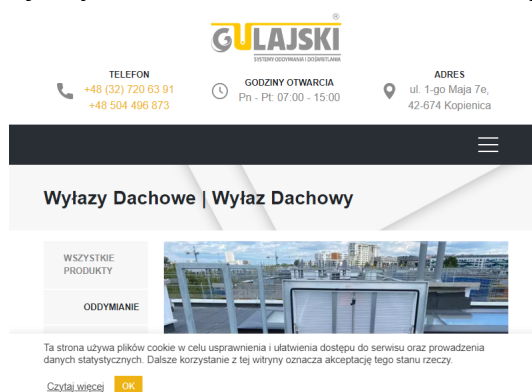 GULAJSKI
®
SYSTEMY ODDYMIANIA I DOŚWIETLANIA
TELEFON
+48 (32) 720 63 91
+48 504 496 873
GODZINY OTWARCIA
Pn - Pt: 07:00 - 15:00
ADRES
ul. 1-go Maja 7e,
42-674 Kopienica
Wyłazy Dachowe | Wyłaz Dachowy
WSZYSTKIE
PRODUKTY
ODDYMIANIE
Ta strona używa plików cookie w celu usprawnienia i ułatwienia dostępu do serwisu oraz prowadzenia
danych statystycznych. Dalsze korzystanie z tej witryny oznacza akceptację tego stanu rzeczy.
Czytaj więcej OK